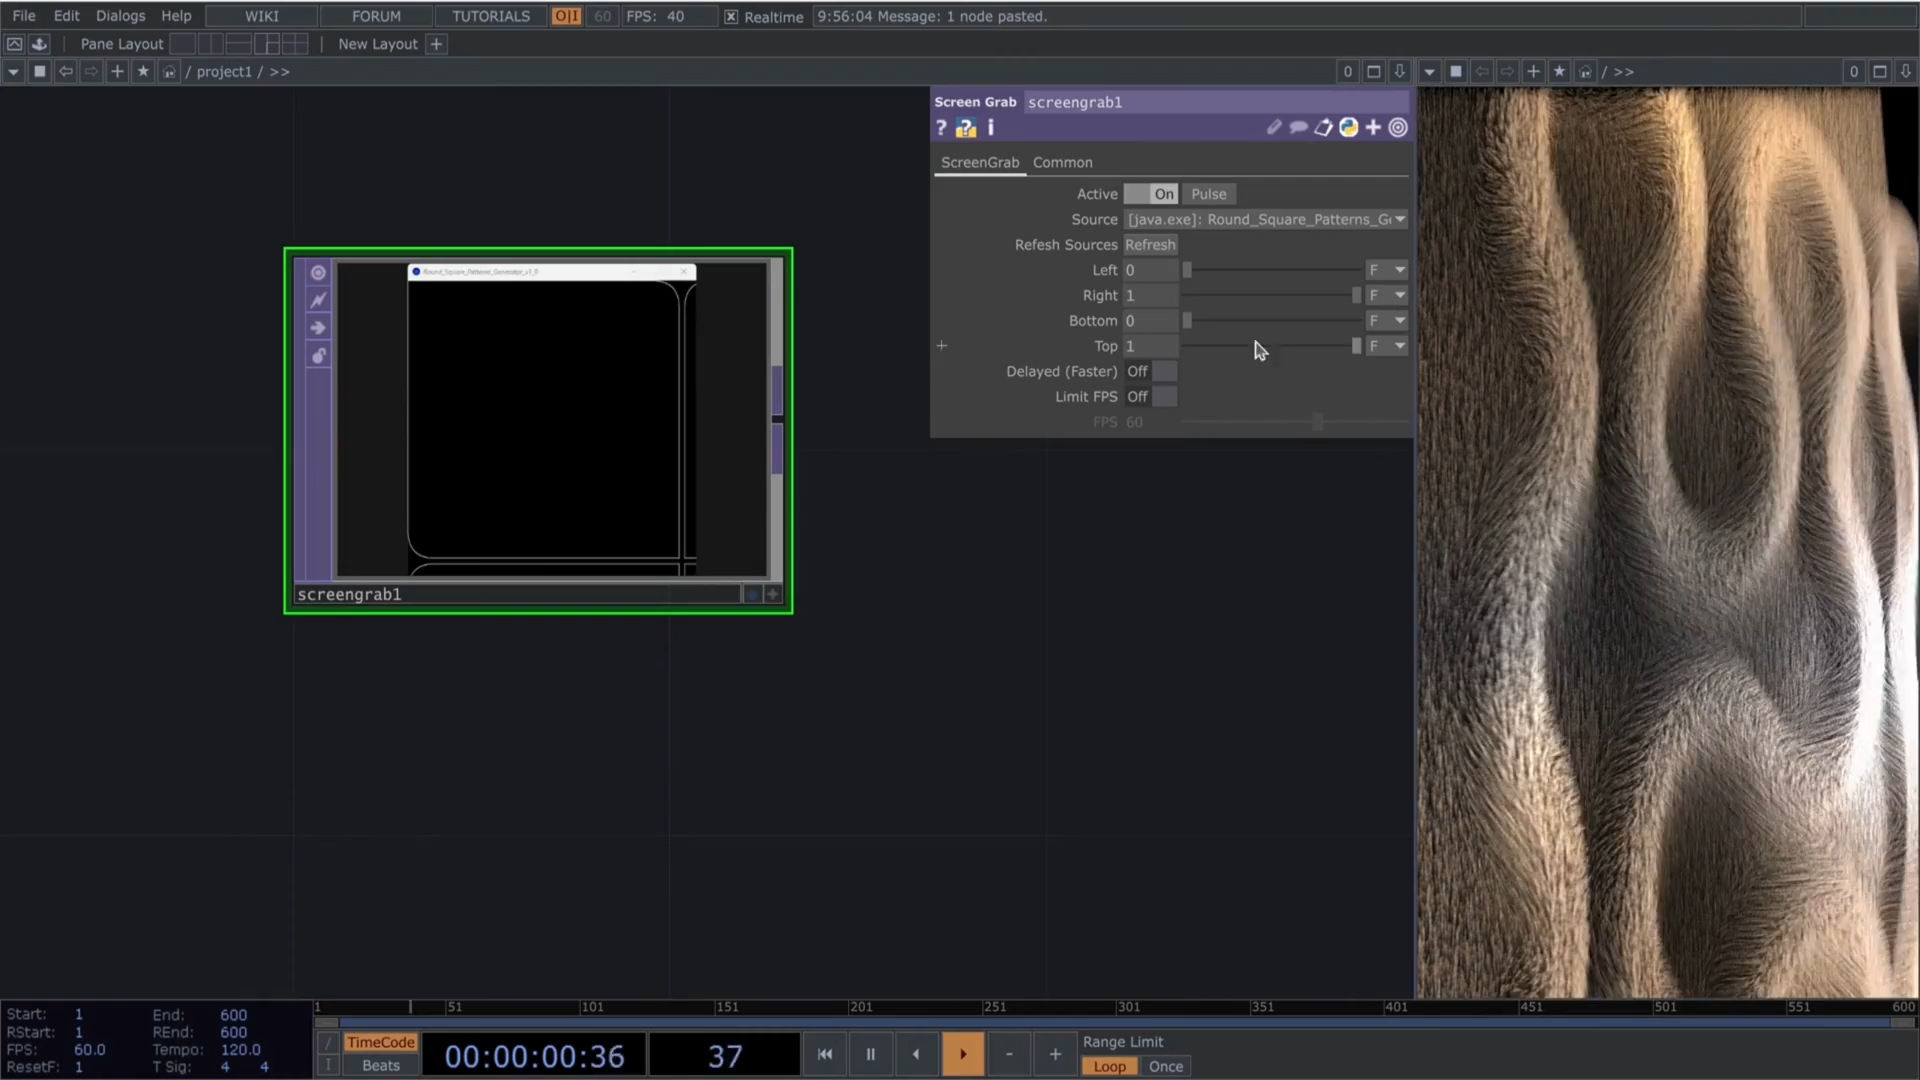 File Edit Dialogs Help WIKI FORUM TUTORIALS O|I 60 FPS: 40 Realtime 9:56:04 Message: 1 node pasted.
Pane Layout New Layout +
/ project1 / >> 0 / >> 0
Screen Grab screengrab1
? ? i
ScreenGrab Common
Active On Pulse
Source [java.exe]: Round_Square_Patterns_G
Refesh Sources Refresh
Left 0 F
Right 1 F
Bottom 0 F
Top 1 F
Delayed (Faster) Off
Limit FPS Off
FPS 60
screengrab1
1 51 101 151 201 251 301 351 401 451 501 551 600
Start: 1 End: 600
RStart: 1 REnd: 600
FPS: 60.0 Tempo: 120.0
ResetF: 1 T Sig: 4 4
/ TimeCode
I Beats
00:00:00:36 37
- +
Range Limit
Loop Once